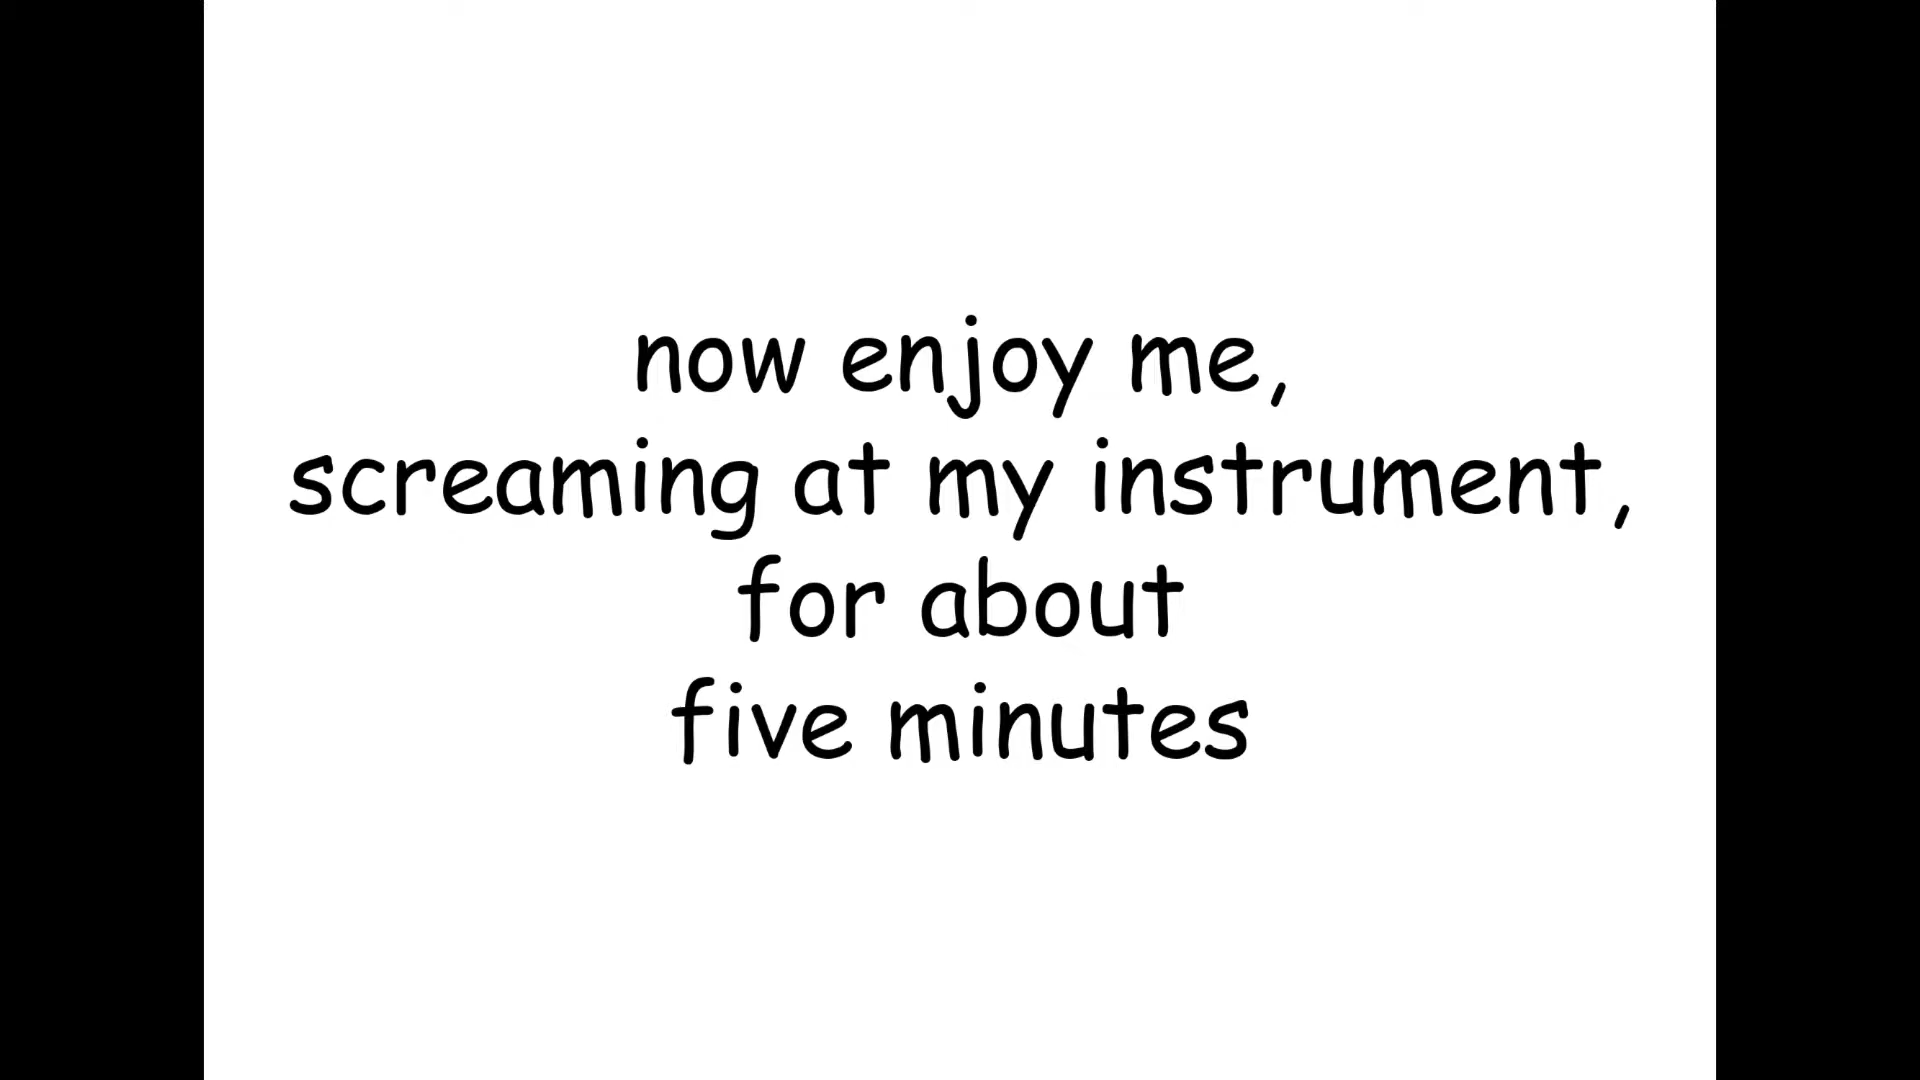 now enjoy me,
screaming at my instrument,
for about
five minutes